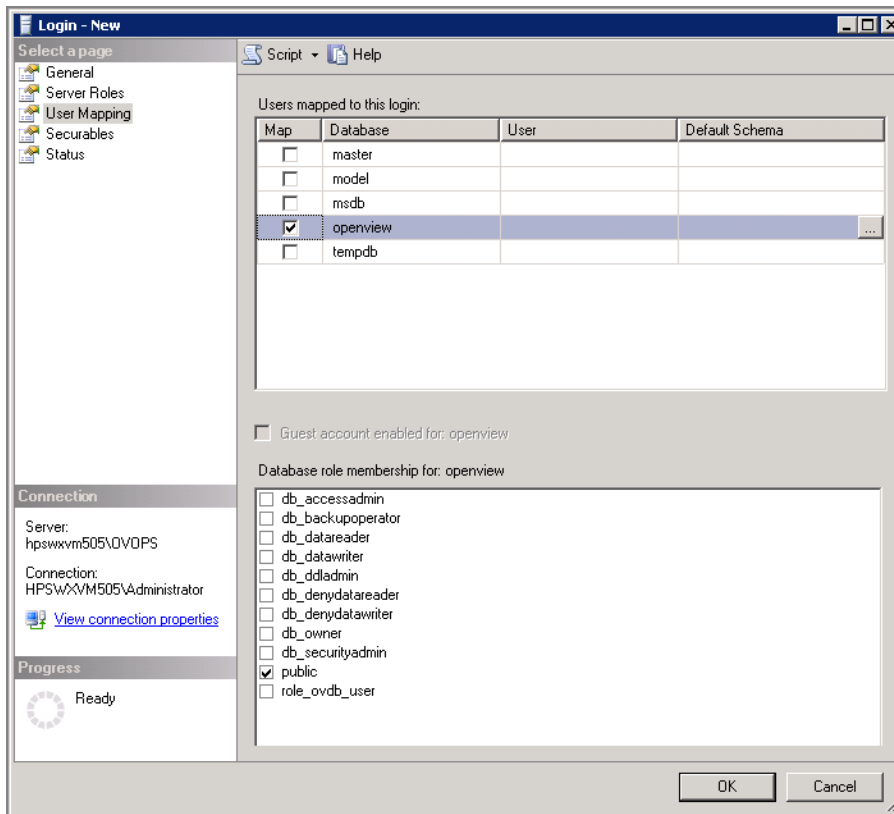 Login - New
Select a page
General
Server Roles
User Mapping
Securables
Status
Script
Help
Users mapped to this login:
Map Database User Default Schema
master
model
msdb
openview ...
tempdb
Guest account enabled for: openview
Database role membership for: openview
db_accessadmin
db_backupoperator
db_datareader
db_datawriter
db_ddladmin
db_denydatareader
db_denydatawriter
db_owner
db_securityadmin
public
role_ovdb_user
Connection
Server:
hpswxvm505\OVOPS
Connection:
HPSWXVM505\Administrator
View connection properties
Progress
Ready
OK
Cancel